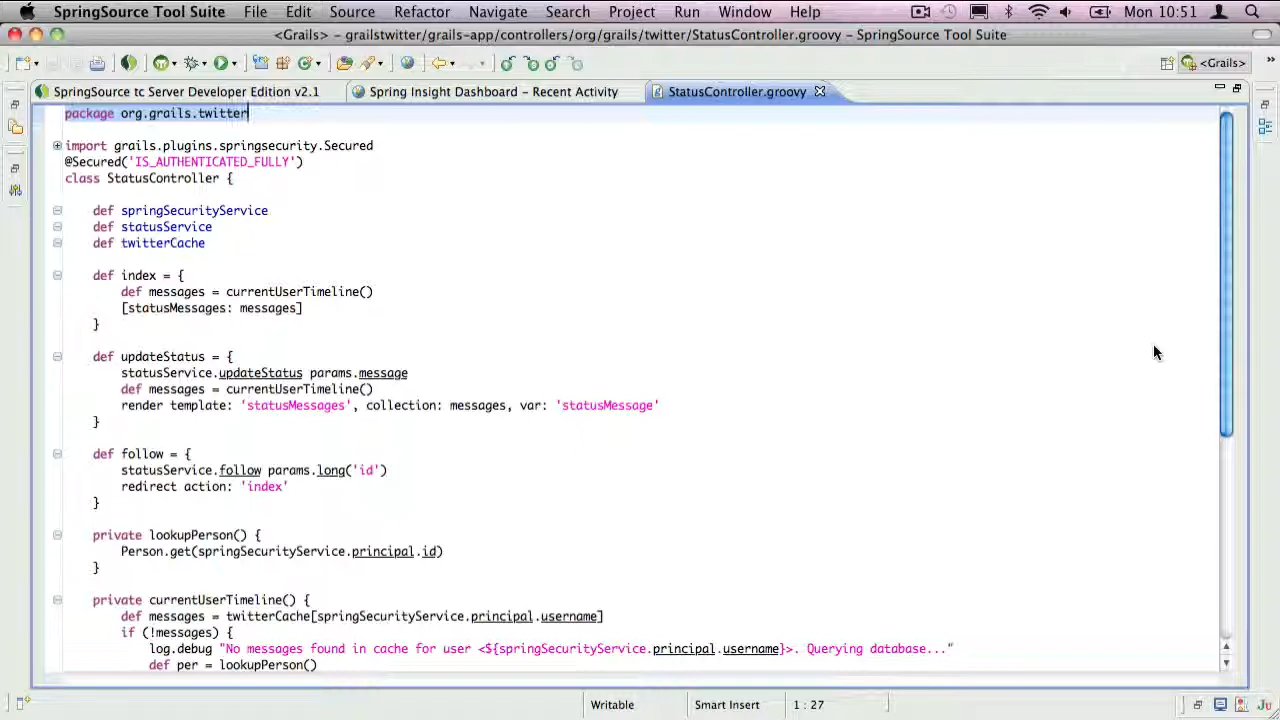 SpringSource Tool Suite File Edit Source Refactor Navigate Search Project Run Window Help Mon 10:51
<Grails> – grailstwitter/grails-app/controllers/org/grails/twitter/StatusController.groovy – SpringSource Tool Suite
<Grails>
SpringSource tc Server Developer Edition v2.1 Spring Insight Dashboard – Recent Activity StatusController.groovy
package org.grails.twitter
import grails.plugins.springsecurity.Secured
@Secured('IS_AUTHENTICATED_FULLY')
class StatusController {
def springSecurityService
def statusService
def twitterCache
def index = {
def messages = currentUserTimeline()
[statusMessages: messages]
}
def updateStatus = {
statusService.updateStatus params.message
def messages = currentUserTimeline()
render template: 'statusMessages', collection: messages, var: 'statusMessage'
}
def follow = {
statusService.follow params.long('id')
redirect action: 'index'
}
private lookupPerson() {
Person.get(springSecurityService.principal.id)
}
private currentUserTimeline() {
def messages = twitterCache[springSecurityService.principal.username]
if (!messages) {
log.debug "No messages found in cache for user <${springSecurityService.principal.username}>. Querying database..."
def per = lookupPerson()
Writable Smart Insert 1 : 27